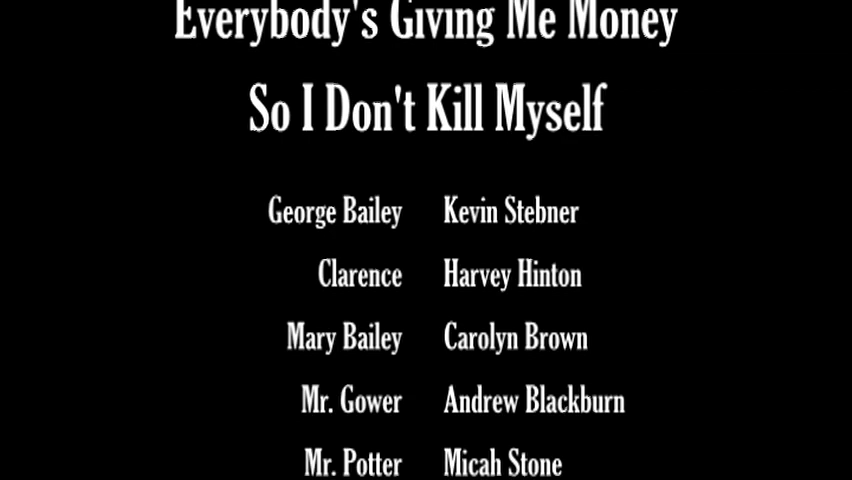 Everybody's Giving Me Money
So I Don't Kill Myself
George Bailey Kevin Stebner
Clarence Harvey Hinton
Mary Bailey Carolyn Brown
Mr. Gower Andrew Blackburn
Mr. Potter Micah Stone